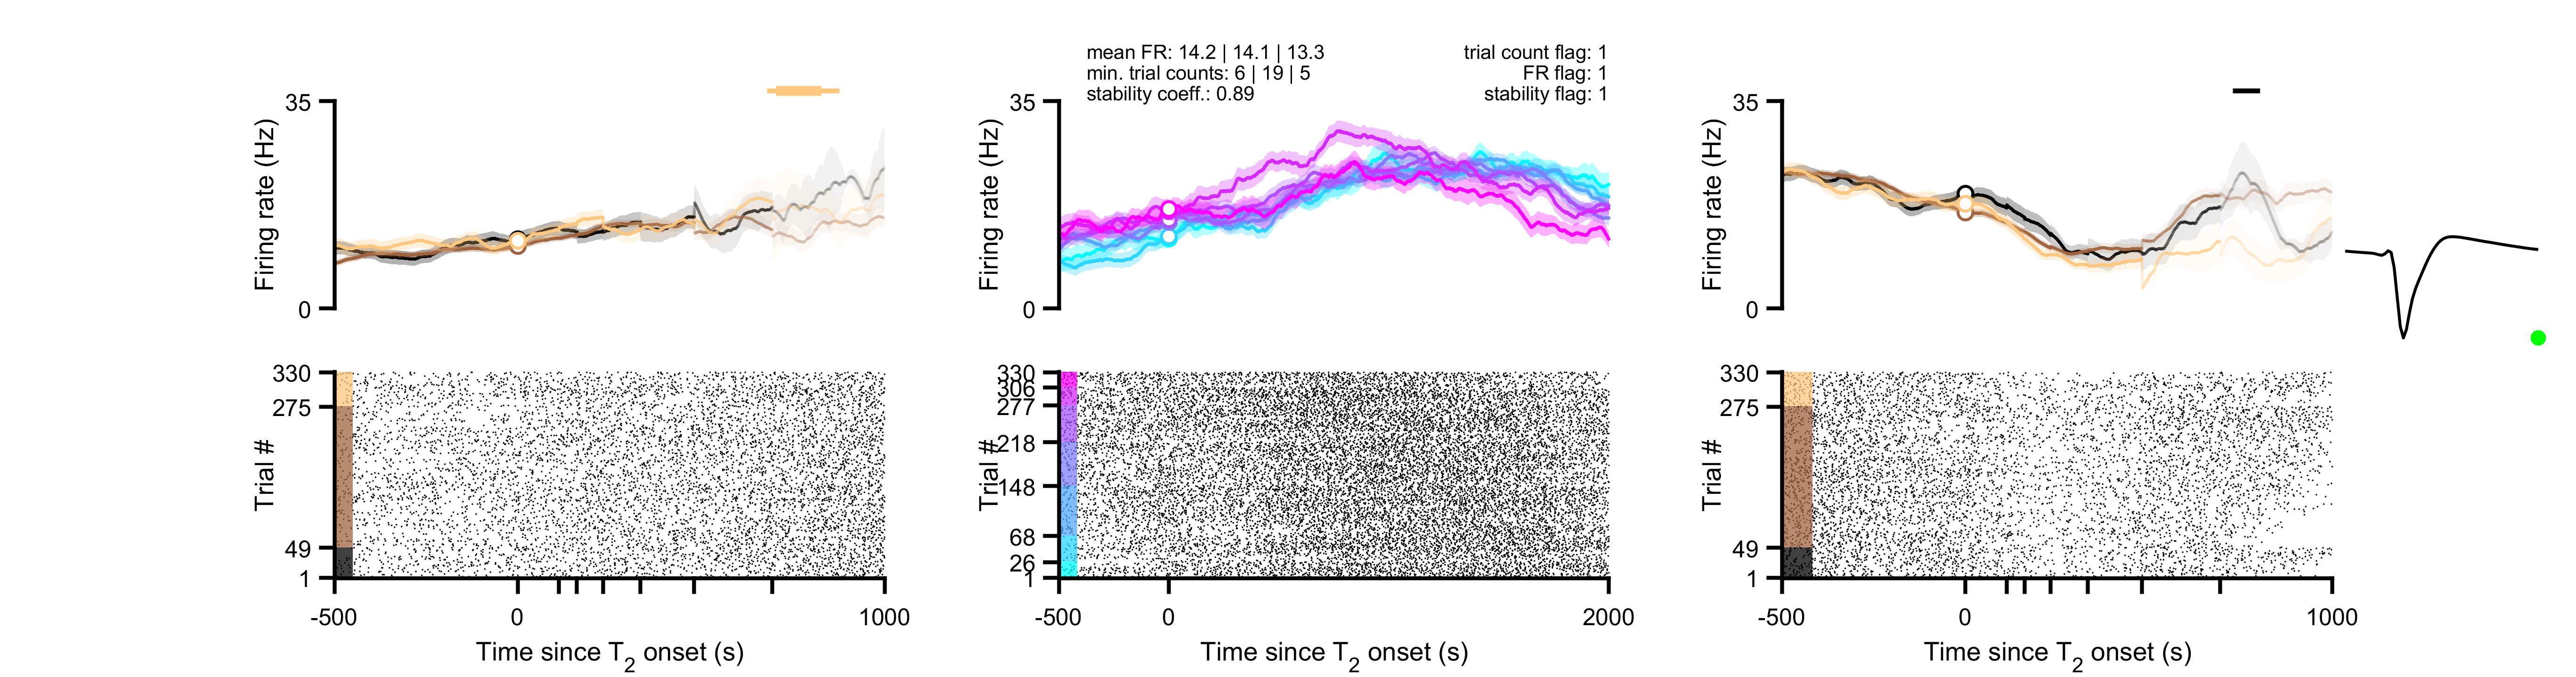 mean FR: 14.2 | 14.1 | 13.3
min. trial counts: 6 | 19 | 5
stability coeff.: 0.89
trial count flag: 1
FR flag: 1
stability flag: 1
35
Firing rate (Hz)
0
35
Firing rate (Hz)
0
35
Firing rate (Hz)
0
330
275
Trial #
49
1
-500
0
1000
Time since T2 onset (s)
330
306
277
218
Trial #
148
68
26
1
-500
0
2000
Time since T2 onset (s)
330
275
Trial #
49
1
-500
0
1000
Time since T2 onset (s)